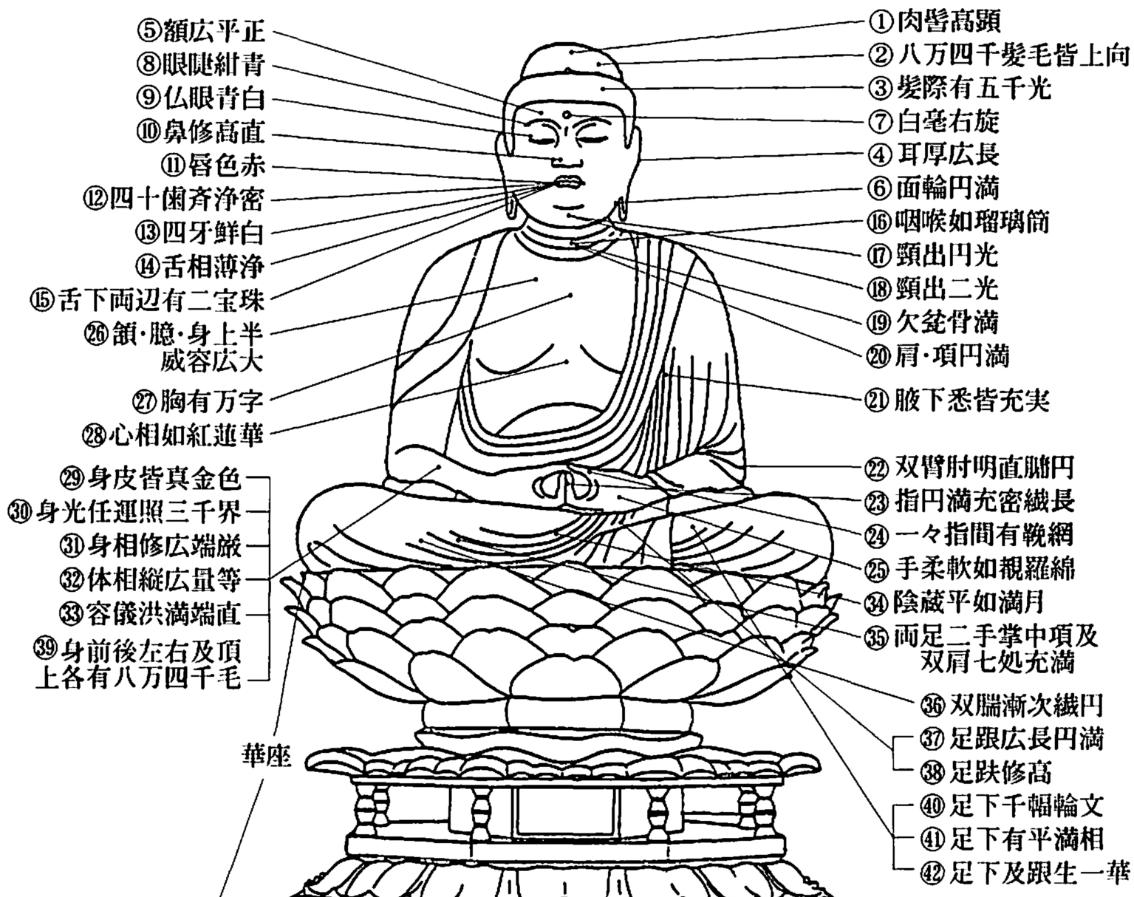 ⑤額広平正
⑧眼睫紺青
⑨仏眼青白
⑩鼻修高直
⑪唇色赤
⑫四十歯斉浄密
⑬四牙鮮白
⑭舌相薄浄
⑮舌下両辺有二宝珠
㉖頷・臆・身上半
威容広大
㉗胸有万字
㉘心相如紅蓮華
㉙身皮皆真金色
㉚身光任運照三千界
㉛身相修広端厳
㉜体相縦広量等
㉝容儀洪満端直
㊴身前後左右及頂
上各有八万四千毛
華座
①肉髻高顕
②八万四千髪毛皆上向
③髪際有五千光
⑦白毫右旋
④耳厚広長
⑥面輪円満
⑯咽喉如瑠璃筒
⑰頸出円光
⑱頸出二光
⑲欠瓫骨満
⑳肩・項円満
㉑腋下悉皆充実
㉒双臂肘明直𦟛円
㉓指円満充密繊長
㉔一々指間有鞔網
㉕手柔軟如覩羅綿
㉞陰蔵平如満月
㉟両足二手掌中項及
双肩七処充満
㊱双腨漸次繊円
㊲足跟広長円満
㊳足趺修高
㊵足下千輻輪文
㊶足下有平満相
㊷足下及跟生一華